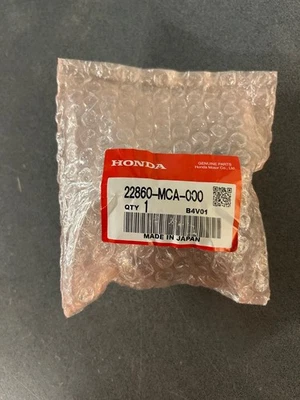 HONDA
GENUINE PARTS
Honda Motor Co., Ltd.
22860-MCA-000
QTY 1 B4V01
MADE IN JAPAN